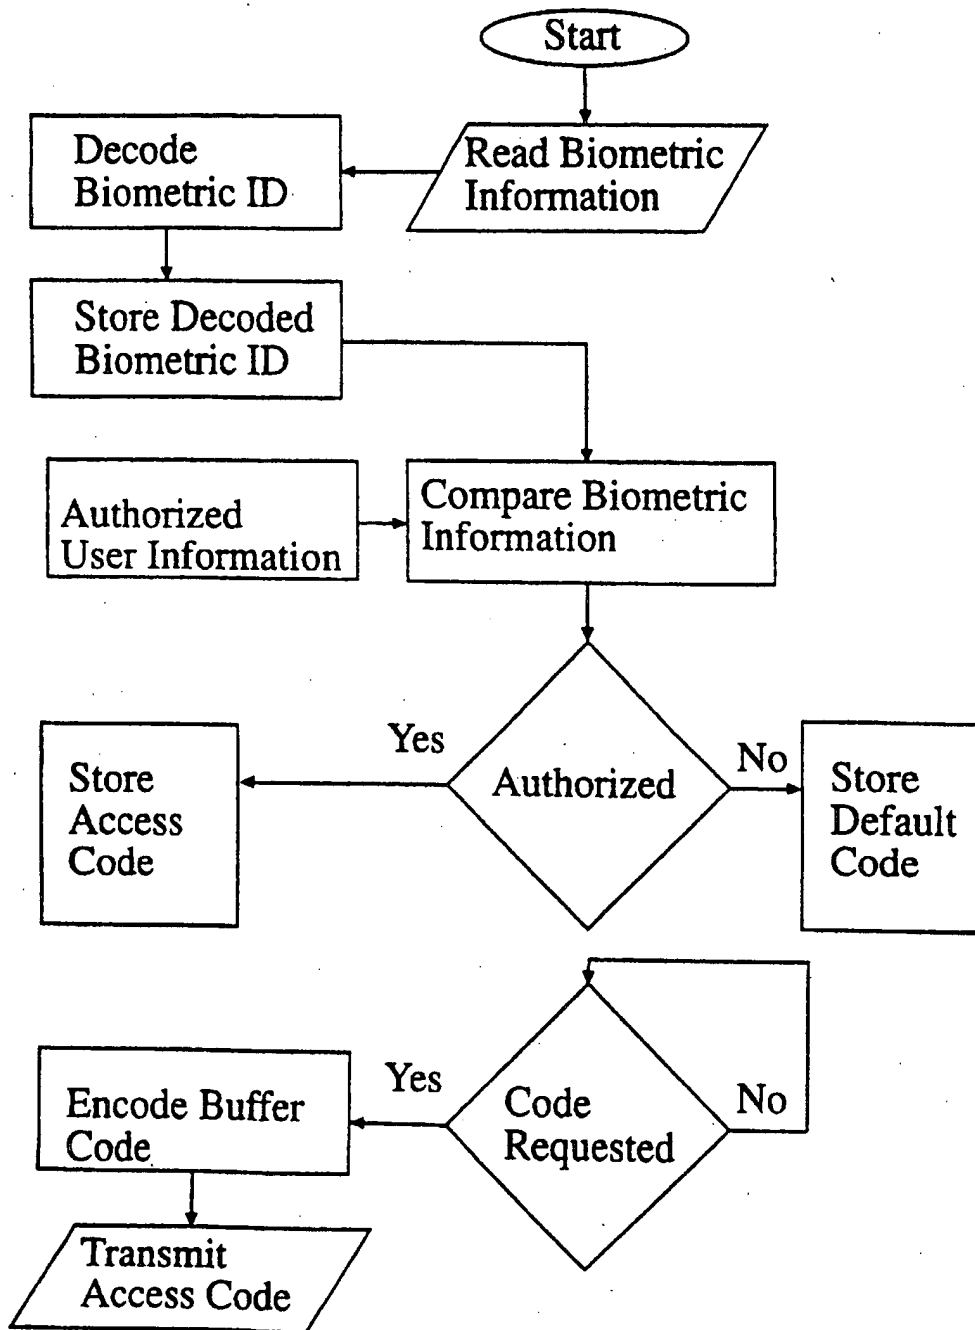 Start
Read Biometric
Information
Decode
Biometric ID
Store Decoded
Biometric ID
Authorized
User Information
Compare Biometric
Information
Authorized
Yes
No
Store
Access
Code
Store
Default
Code
Code
Requested
Yes
No
Encode Buffer
Code
Transmit
Access Code